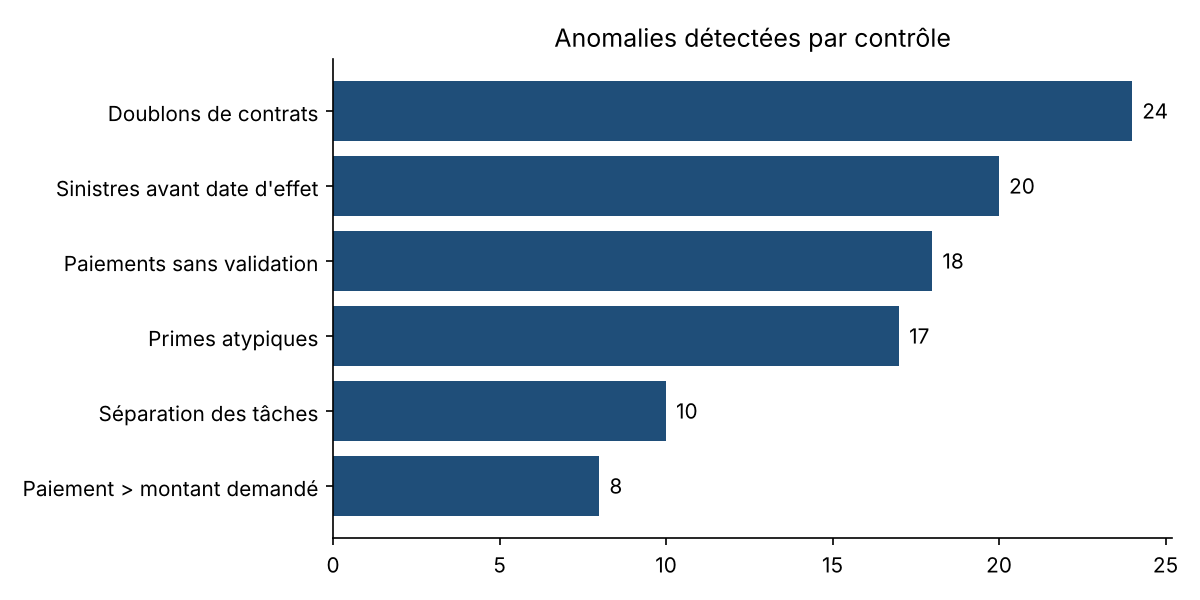 Anomalies détectées par contrôle
Doublons de contrats 24
Sinistres avant date d'effet 20
Paiements sans validation 18
Primes atypiques 17
Séparation des tâches 10
Paiement > montant demandé 8
0 5 10 15 20 25